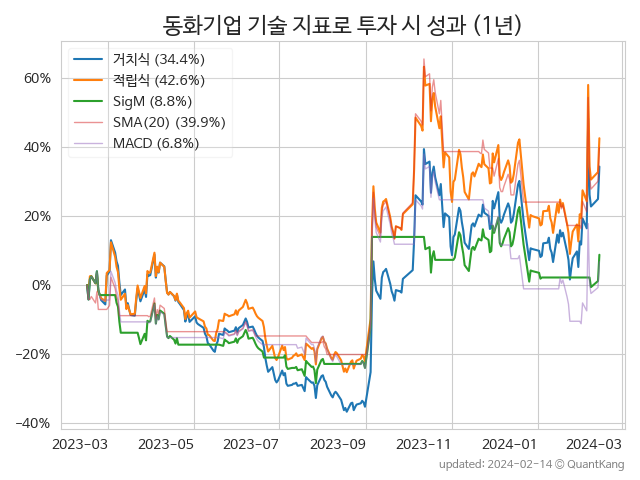 동화기업 기술 지표로 투자 시 성과 (1년)
거치식 (34.4%)
적립식 (42.6%)
SigM (8.8%)
SMA(20) (39.9%)
MACD (6.8%)
60%
40%
20%
0%
−20%
−40%
2023-03 2023-05 2023-07 2023-09 2023-11 2024-01 2024-03
updated: 2024-02-14 © QuantKang